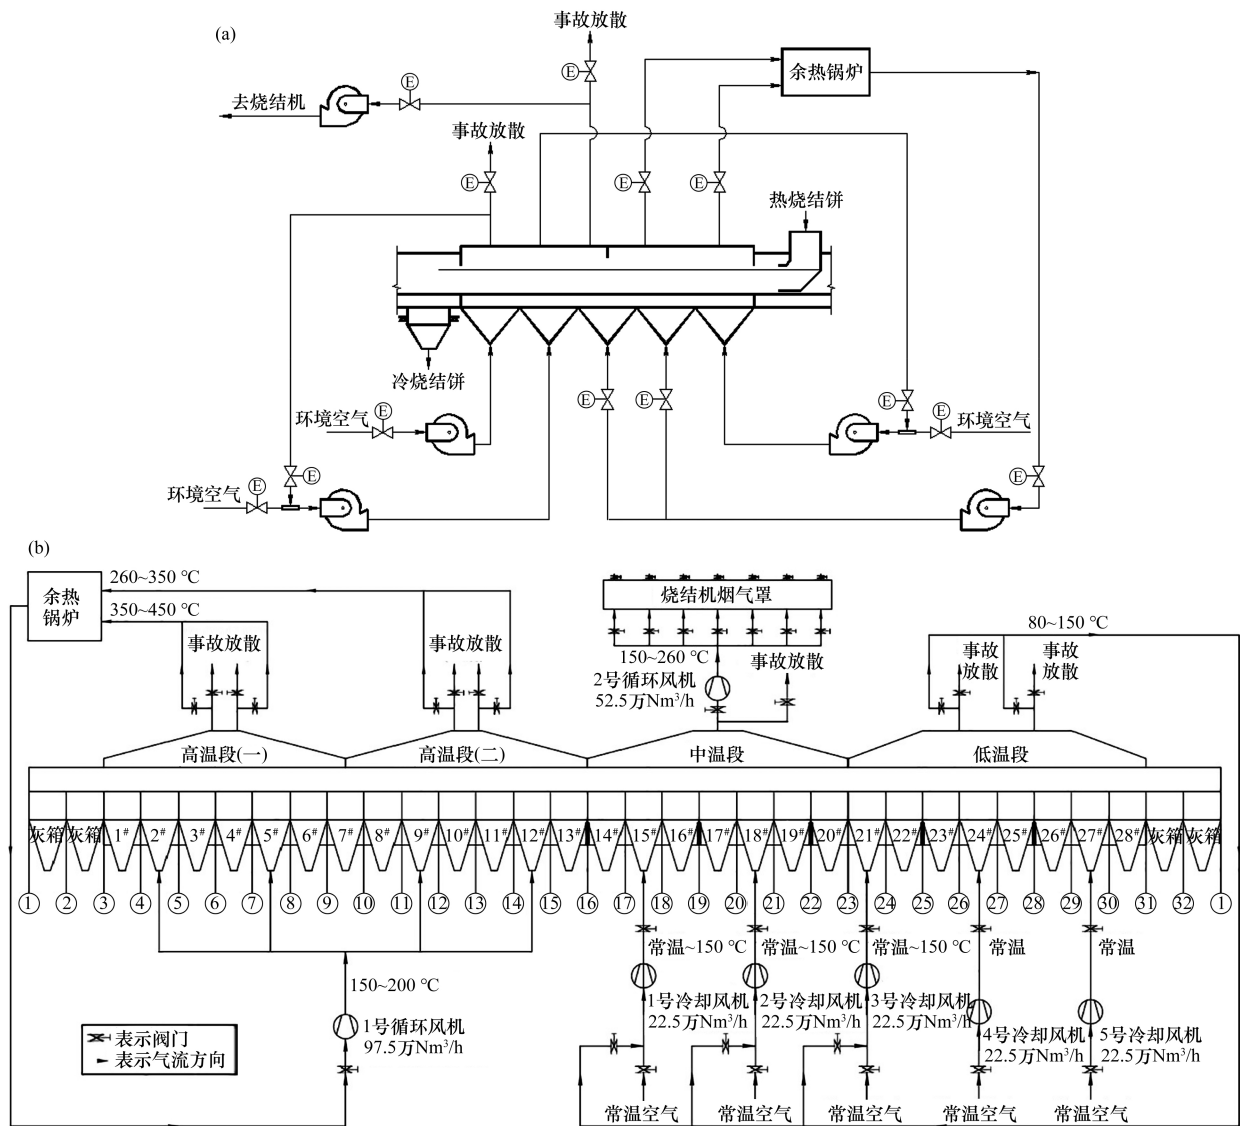 (a)
事故放散
E
余热锅炉
E
去烧结机
事故放散
E
E
E
热烧结饼
冷烧结饼
E
E
E
E
环境空气
E
环境空气
E
E
E
环境空气
(b)
余热
锅炉
260~350 ℃
350~450 ℃
事故放散
事故放散
烧结机烟气罩
150~260 ℃
事故放散
2号循环风机
52.5万Nm³/h
80~150 ℃
事故
放散
事故
放散
高温段(一)
高温段(二)
中温段
低温段
灰箱 灰箱 1# 2# 3# 4# 5# 6# 7# 8# 9# 10# 11# 12# 13# 14# 15# 16# 17# 18# 19# 20# 21# 22# 23# 24# 25# 26# 27# 28# 灰箱 灰箱
① ② ③ ④ ⑤ ⑥ ⑦ ⑧ ⑨ ⑩ ⑪ ⑫ ⑬ ⑭ ⑮ ⑯ ⑰ ⑱ ⑲ ⑳ ㉑ ㉒ ㉓ ㉔ ㉕ ㉖ ㉗ ㉘ ㉙ ㉚ ㉛ ㉜ ①
常温~150 ℃
常温~150 ℃
常温~150 ℃
常温
常温
150~200 ℃
1号循环风机
97.5万Nm³/h
1号冷却风机
22.5万Nm³/h
2号冷却风机
22.5万Nm³/h
3号冷却风机
22.5万Nm³/h
4号冷却风机
22.5万Nm³/h
5号冷却风机
22.5万Nm³/h
表示阀门
表示气流方向
常温空气
常温空气
常温空气
常温空气
常温空气